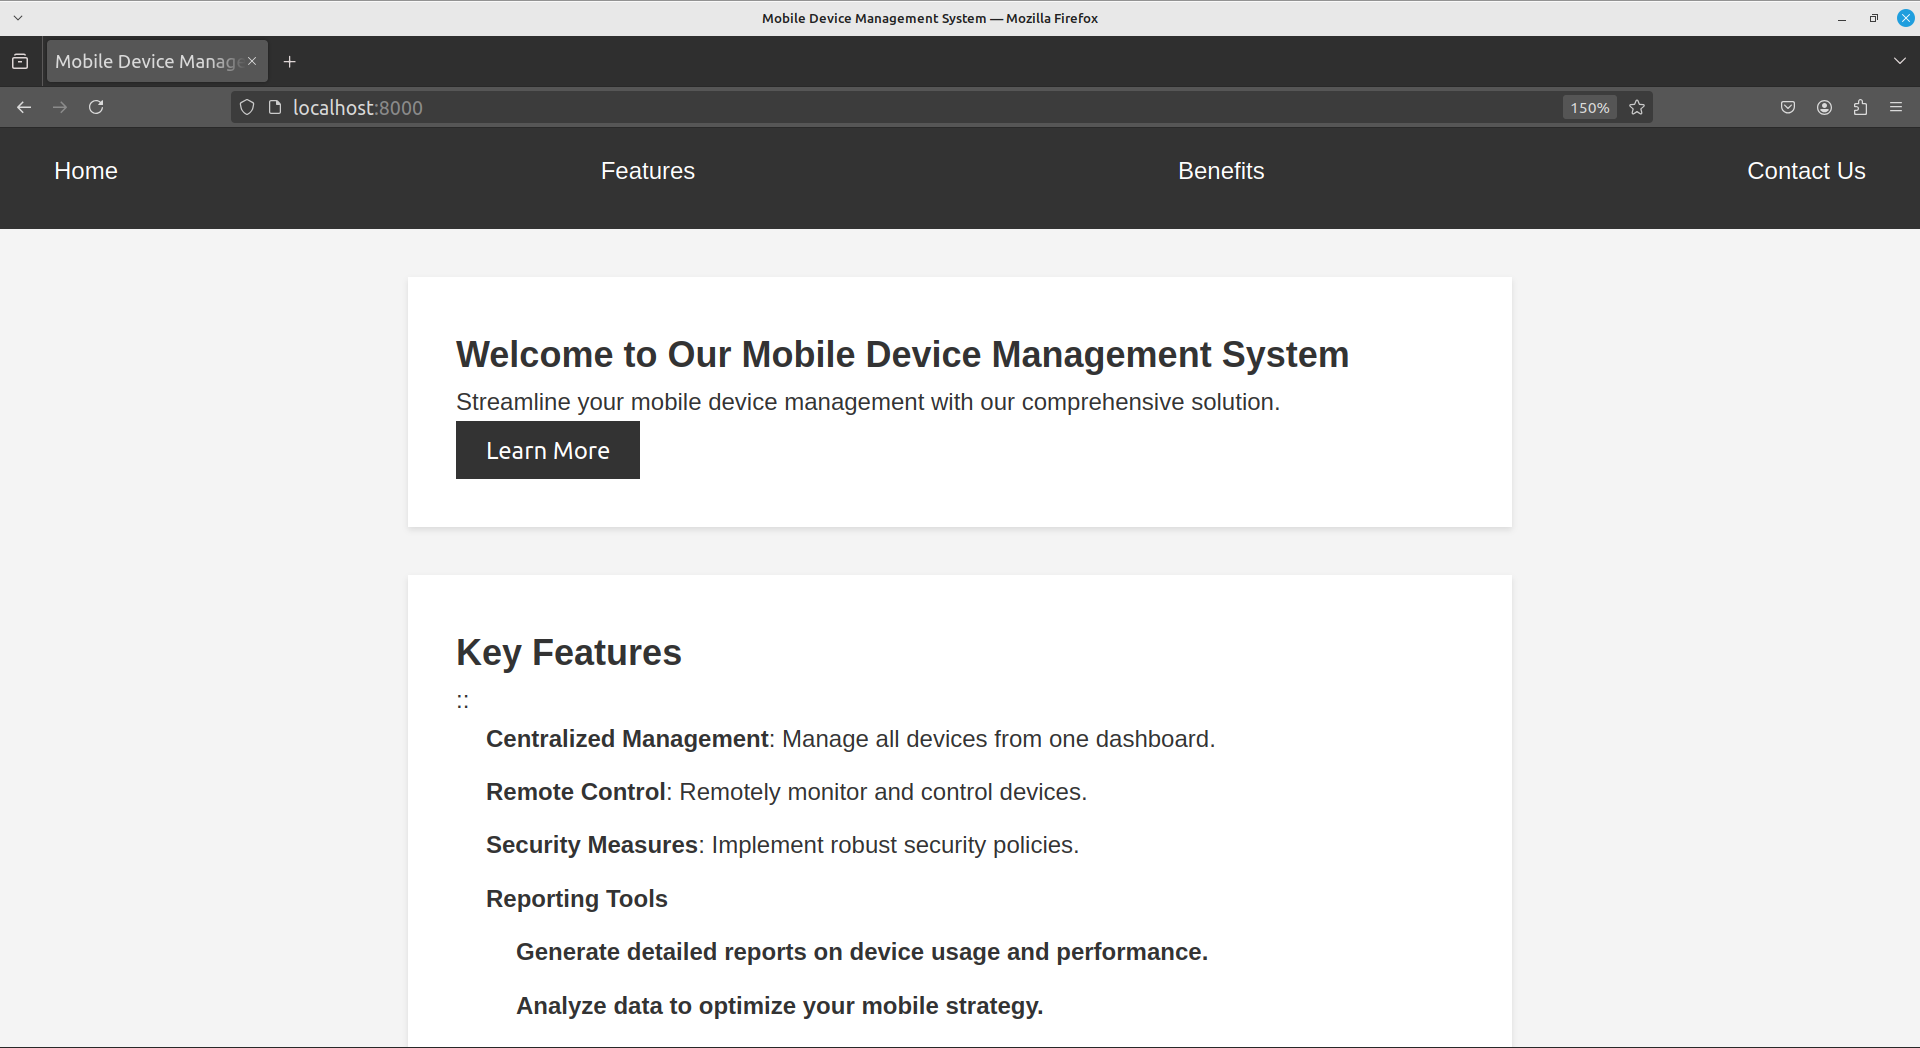 Mobile Device Management System — Mozilla Firefox
Mobile Device Manage
localhost:8000
150%
Home Features Benefits Contact Us
Welcome to Our Mobile Device Management System
Streamline your mobile device management with our comprehensive solution.
Learn More
Key Features
::
Centralized Management: Manage all devices from one dashboard.
Remote Control: Remotely monitor and control devices.
Security Measures: Implement robust security policies.
Reporting Tools
Generate detailed reports on device usage and performance.
Analyze data to optimize your mobile strategy.